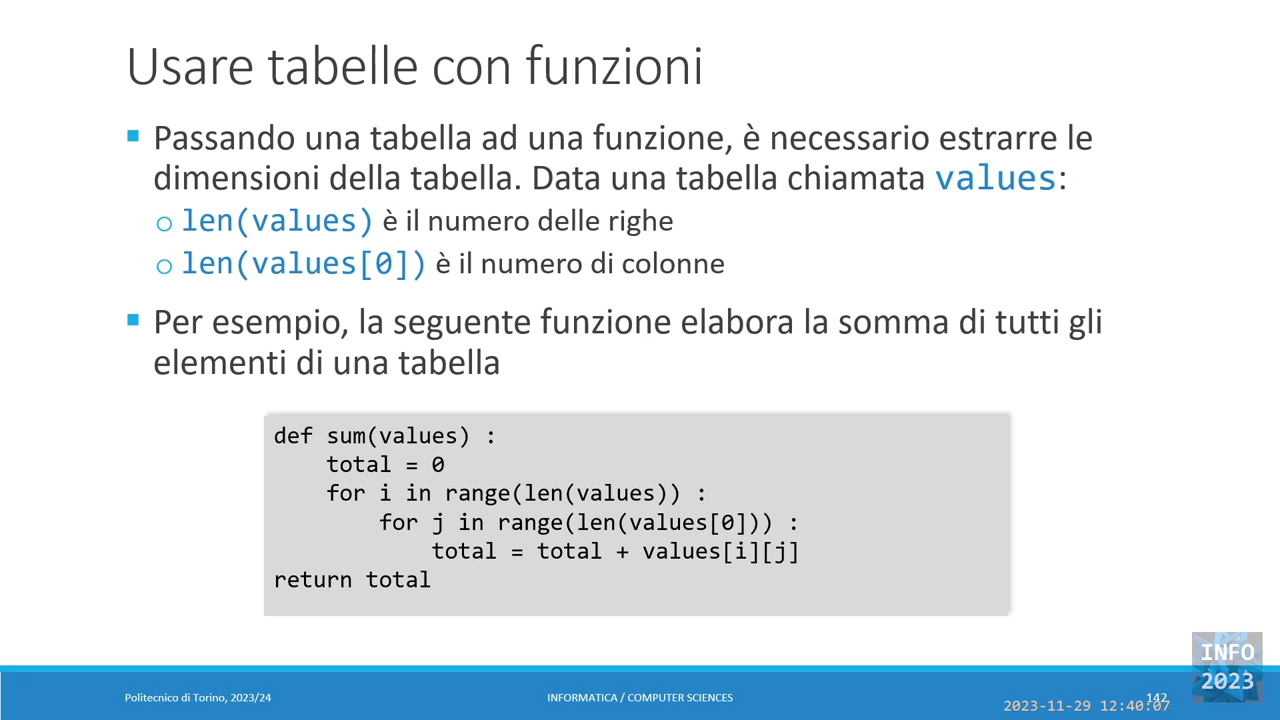 Usare tabelle con funzioni
▪ Passando una tabella ad una funzione, è necessario estrarre le
dimensioni della tabella. Data una tabella chiamata values:
o len(values) è il numero delle righe
o len(values[0]) è il numero di colonne
▪ Per esempio, la seguente funzione elabora la somma di tutti gli
elementi di una tabella
def sum(values) :
    total = 0
    for i in range(len(values)) :
        for j in range(len(values[0])) :
            total = total + values[i][j]
return total
INFO
2023
Politecnico di Torino, 2023/24
INFORMATICA / COMPUTER SCIENCES
142
2023-11-29 12:40:07